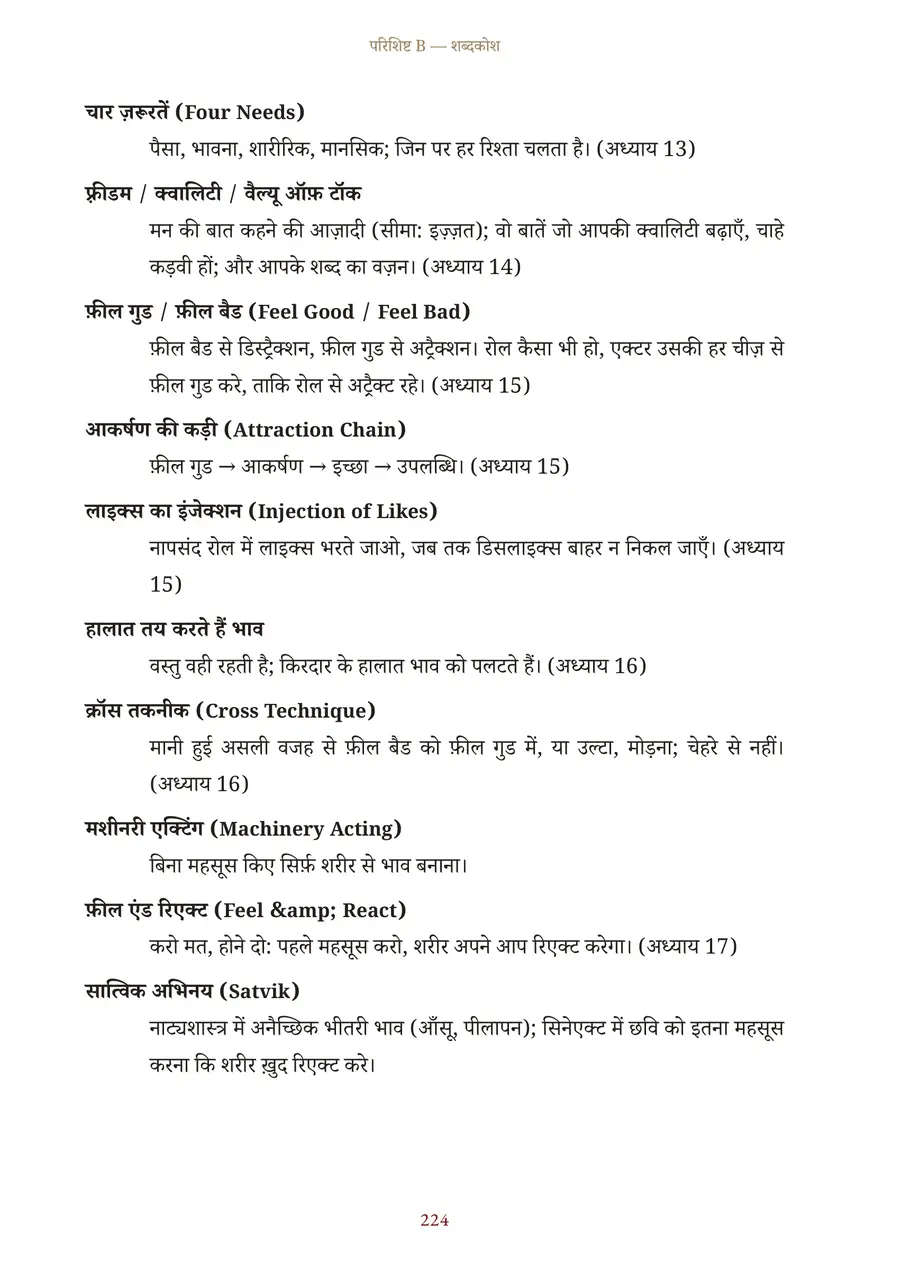 परिशिष्ट B — शब्दकोश
चार ज़रूरतें (Four Needs)
पैसा, भावना, शारीरिक, मानसिक; जिन पर हर रिश्ता चलता है। (अध्याय 13)
फ़्रीडम / क्वालिटी / वैल्यू ऑफ़ टॉक
मन की बात कहने की आज़ादी (सीमा: इज़्ज़त); वो बातें जो आपकी क्वालिटी बढ़ाएँ, चाहे
कड़वी हों; और आपके शब्द का वज़न। (अध्याय 14)
फ़ील गुड / फ़ील बैड (Feel Good / Feel Bad)
फ़ील बैड से डिस्ट्रैक्शन, फ़ील गुड से अट्रैक्शन। रोल कैसा भी हो, एक्टर उसकी हर चीज़ से
फ़ील गुड करे, ताकि रोल से अट्रैक्ट रहे। (अध्याय 15)
आकर्षण की कड़ी (Attraction Chain)
फ़ील गुड → आकर्षण → इच्छा → उपलब्धि। (अध्याय 15)
लाइक्स का इंजेक्शन (Injection of Likes)
नापसंद रोल में लाइक्स भरते जाओ, जब तक डिसलाइक्स बाहर न निकल जाएँ। (अध्याय
15)
हालात तय करते हैं भाव
वस्तु वही रहती है; किरदार के हालात भाव को पलटते हैं। (अध्याय 16)
क्रॉस तकनीक (Cross Technique)
मानी हुई असली वजह से फ़ील बैड को फ़ील गुड में, या उल्टा, मोड़ना; चेहरे से नहीं।
(अध्याय 16)
मशीनरी एक्टिंग (Machinery Acting)
बिना महसूस किए सिर्फ़ शरीर से भाव बनाना।
फ़ील एंड रिएक्ट (Feel &amp; React)
करो मत, होने दो: पहले महसूस करो, शरीर अपने आप रिएक्ट करेगा। (अध्याय 17)
सात्विक अभिनय (Satvik)
नाट्यशास्त्र में अनैच्छिक भीतरी भाव (आँसू, पीलापन); सिनेएक्ट में छवि को इतना महसूस
करना कि शरीर ख़ुद रिएक्ट करे।
224